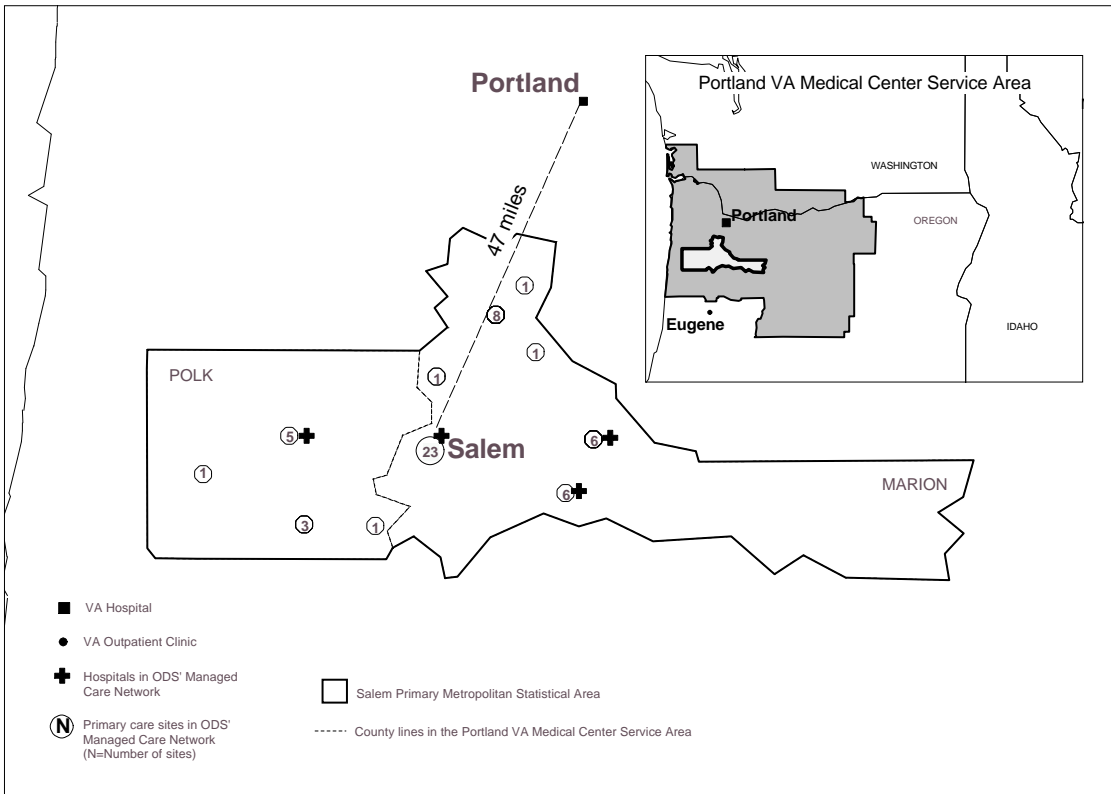 Portland
Portland VA Medical Center Service Area
WASHINGTON
Portland
OREGON
Eugene
IDAHO
47 miles
1
8
1
1
POLK
5
23
Salem
6
1
6
MARION
3
1
VA Hospital
VA Outpatient Clinic
Hospitals in ODS' Managed
Care Network
N
Primary care sites in ODS'
Managed Care Network
(N=Number of sites)
Salem Primary Metropolitan Statistical Area
County lines in the Portland VA Medical Center Service Area